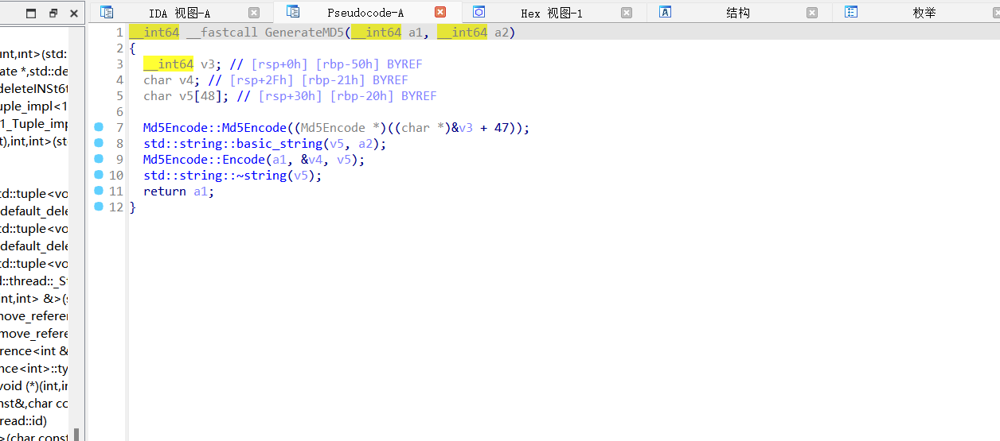 IDA 视图-A
Pseudocode-A
Hex 视图-1
结构
枚举
int,int>(std:
ate *,std::de
deleteINSt6t
uple_impl<1
1_Tuple_imp
t),int,int>(st
td::tuple<vo
default_dele
td::tuple<vo
default_dele
td::tuple<vo
d::thread::_St
nt,int> &>(s
nove_referen
move_refere
rence<int &
nce<int>::ty
void (*)(int,in
nst&,char co
read::id)
>(char const
1 __int64 __fastcall GenerateMD5(__int64 a1, __int64 a2)
2 {
3 __int64 v3; // [rsp+0h] [rbp-50h] BYREF
4 char v4; // [rsp+2Fh] [rbp-21h] BYREF
5 char v5[48]; // [rsp+30h] [rbp-20h] BYREF
6
7 Md5Encode::Md5Encode((Md5Encode *)((char *)&v3 + 47));
8 std::string::basic_string(v5, a2);
9 Md5Encode::Encode(a1, &v4, v5);
10 std::string::~string(v5);
11 return a1;
12 }